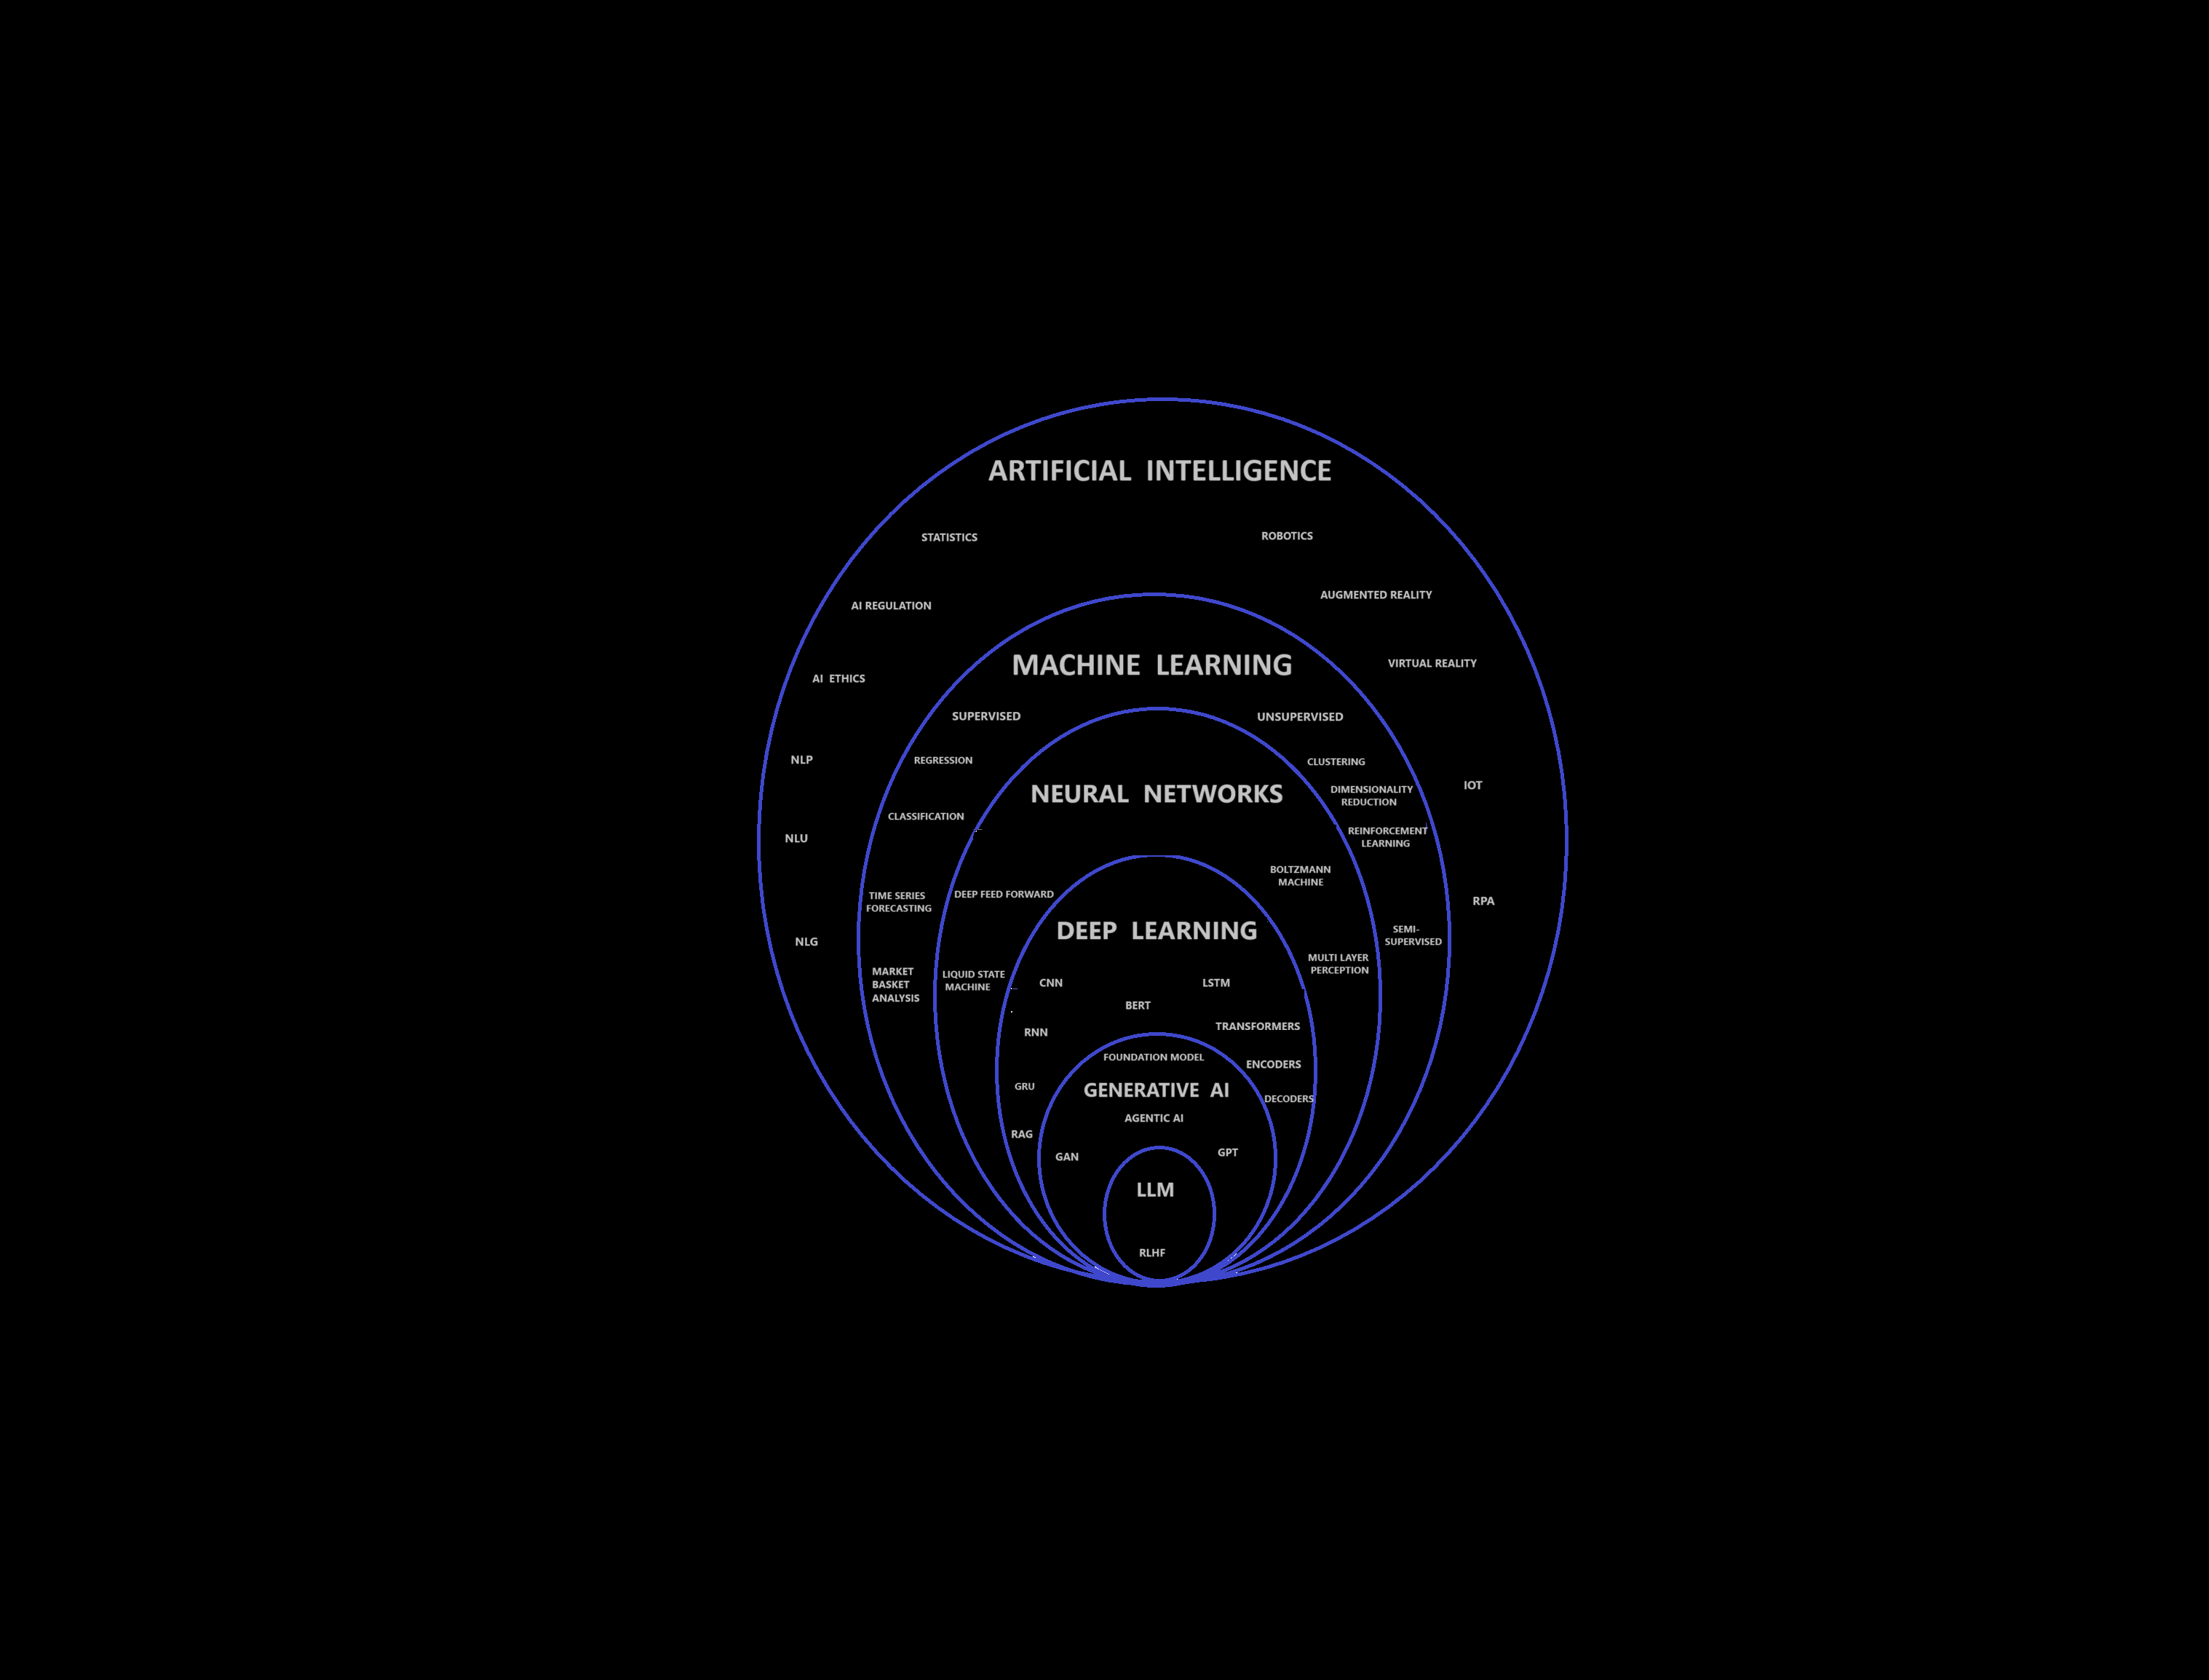 ARTIFICIAL INTELLIGENCE
STATISTICS
ROBOTICS
AUGMENTED REALITY
AI REGULATION
MACHINE LEARNING
VIRTUAL REALITY
AI ETHICS
SUPERVISED
UNSUPERVISED
NLP
REGRESSION
CLUSTERING
IOT
NEURAL NETWORKS
DIMENSIONALITY
REDUCTION
CLASSIFICATION
REINFORCEMENT
LEARNING
NLU
BOLTZMANN
MACHINE
TIME SERIES
FORECASTING
DEEP FEED FORWARD
RPA
DEEP LEARNING
SEMI-
SUPERVISED
NLG
MULTI LAYER
PERCEPTION
MARKET
BASKET
ANALYSIS
LIQUID STATE
MACHINE
CNN
LSTM
BERT
RNN
TRANSFORMERS
FOUNDATION MODEL
ENCODERS
GRU
GENERATIVE AI
DECODERS
AGENTIC AI
RAG
GAN
GPT
LLM
RLHF